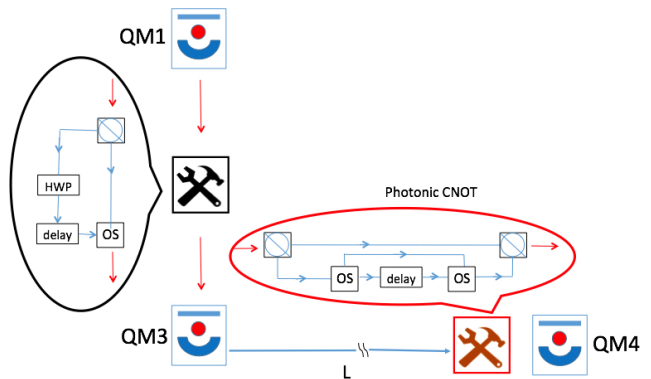 QM1
Photonic CNOT
HWP
delay
OS
OS
delay
OS
QM3
QM4
L